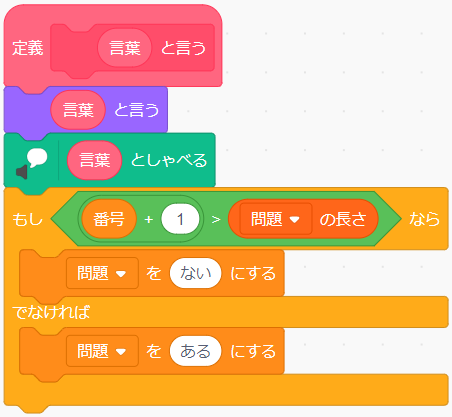 定義 言葉 と言う
言葉 と言う
言葉 としゃべる
もし 番号 + 1 > 問題 の長さ なら
問題 を ない にする
でなければ
問題 を ある にする